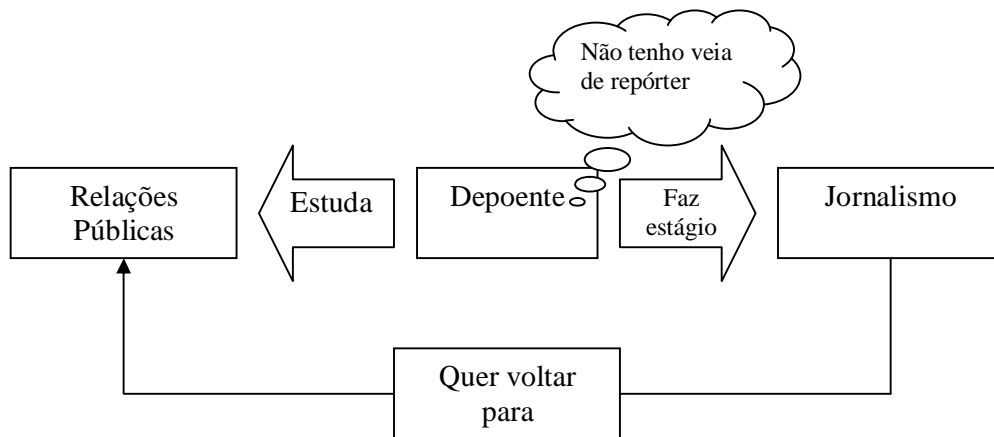 Não tenho veia
de repórter
Relações
Públicas
Estuda
Depoente
Faz
estágio
Jornalismo
Quer voltar
para